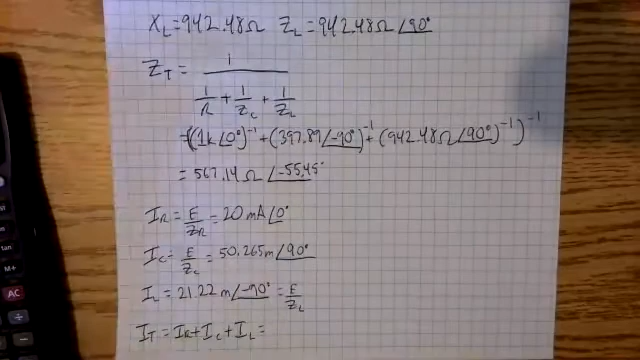 X_L = 942.48Ω Z_L = 942.48Ω∠90°
Z_T = 1 / (1/R + 1/Z_C + 1/Z_L)
= ((1k∠0°)⁻¹ + (397.89∠-90°)⁻¹ + (942.48Ω∠90°)⁻¹)⁻¹
= 567.14Ω∠-55.45°
I_R = E/Z_R = 20mA∠0°
I_C = E/Z_C = 50.265m∠90°
I_L = 21.22m∠-90° = E/Z_L
I_T = I_R + I_C + I_L =
tan
M+
AC